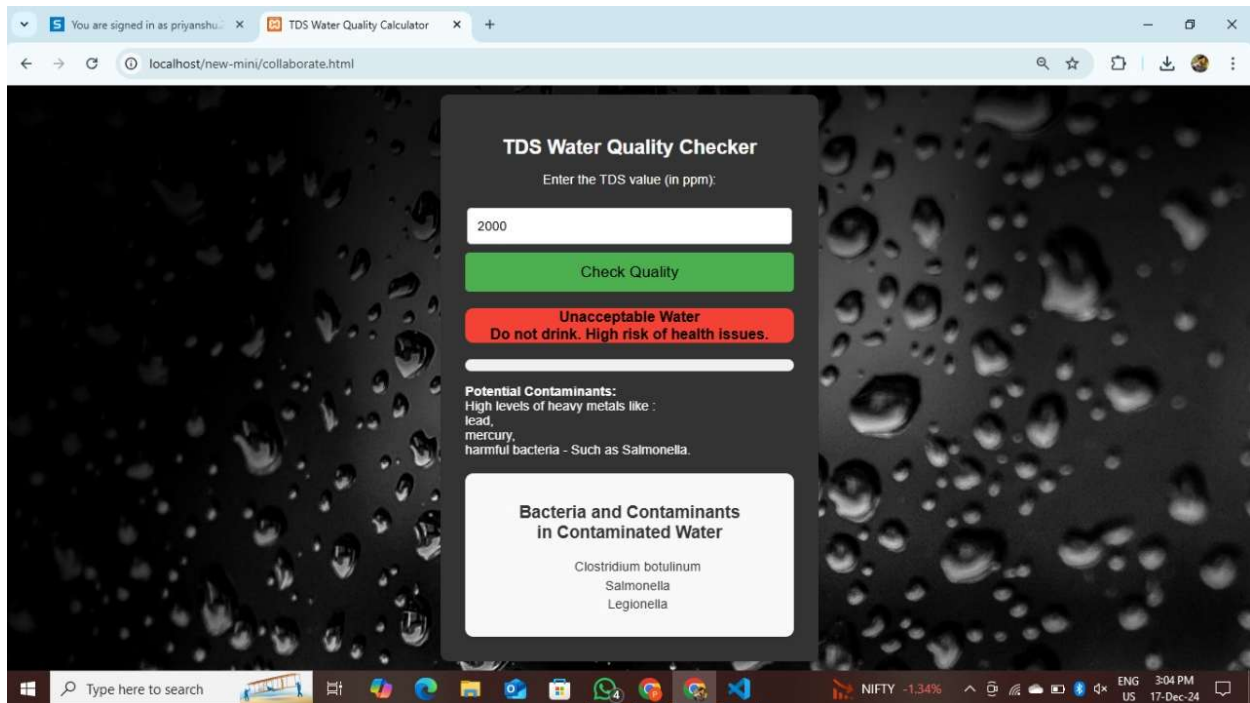 You are signed in as priyanshu.
TDS Water Quality Calculator
localhost/new-mini/collaborate.html
TDS Water Quality Checker
Enter the TDS value (in ppm):
2000
Check Quality
Unacceptable Water
Do not drink. High risk of health issues.
Potential Contaminants:
High levels of heavy metals like :
lead,
mercury,
harmful bacteria - Such as Salmonella.
Bacteria and Contaminants
in Contaminated Water
Clostridium botulinum
Salmonella
Legionella
Type here to search
4
NIFTY -1.34%
ENG
US
3:04 PM
17-Dec-24